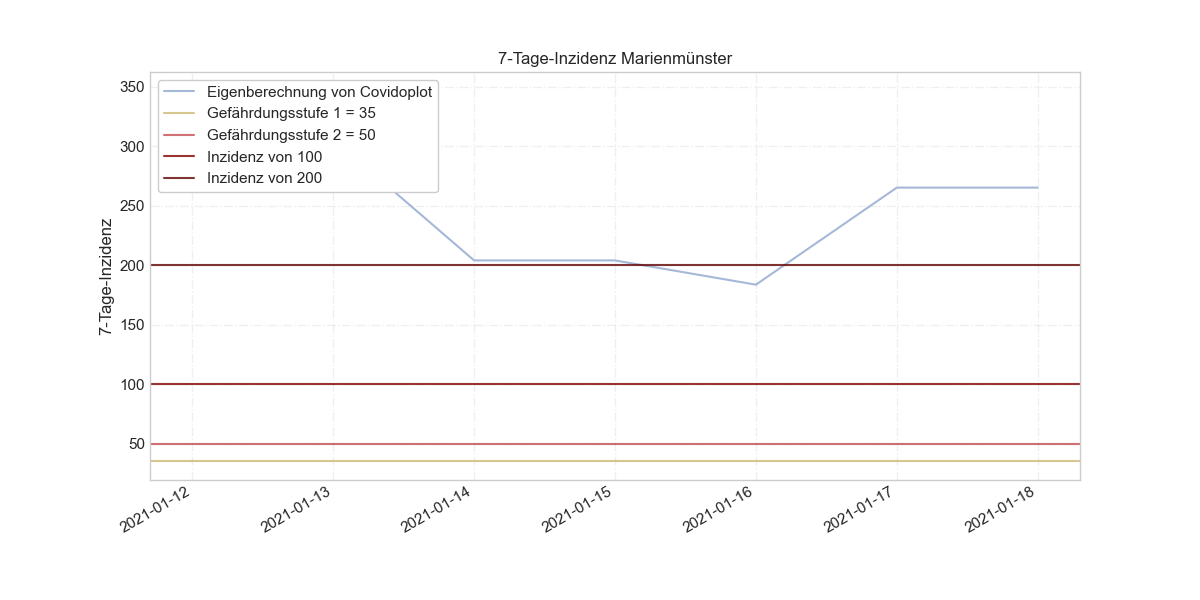 7-Tage-Inzidenz Marienmünster
Eigenberechnung von Covidoplot
Gefährdungsstufe 1 = 35
Gefährdungsstufe 2 = 50
Inzidenz von 100
Inzidenz von 200
7-Tage-Inzidenz
350
300
250
200
150
100
50
2021-01-12
2021-01-13
2021-01-14
2021-01-15
2021-01-16
2021-01-17
2021-01-18